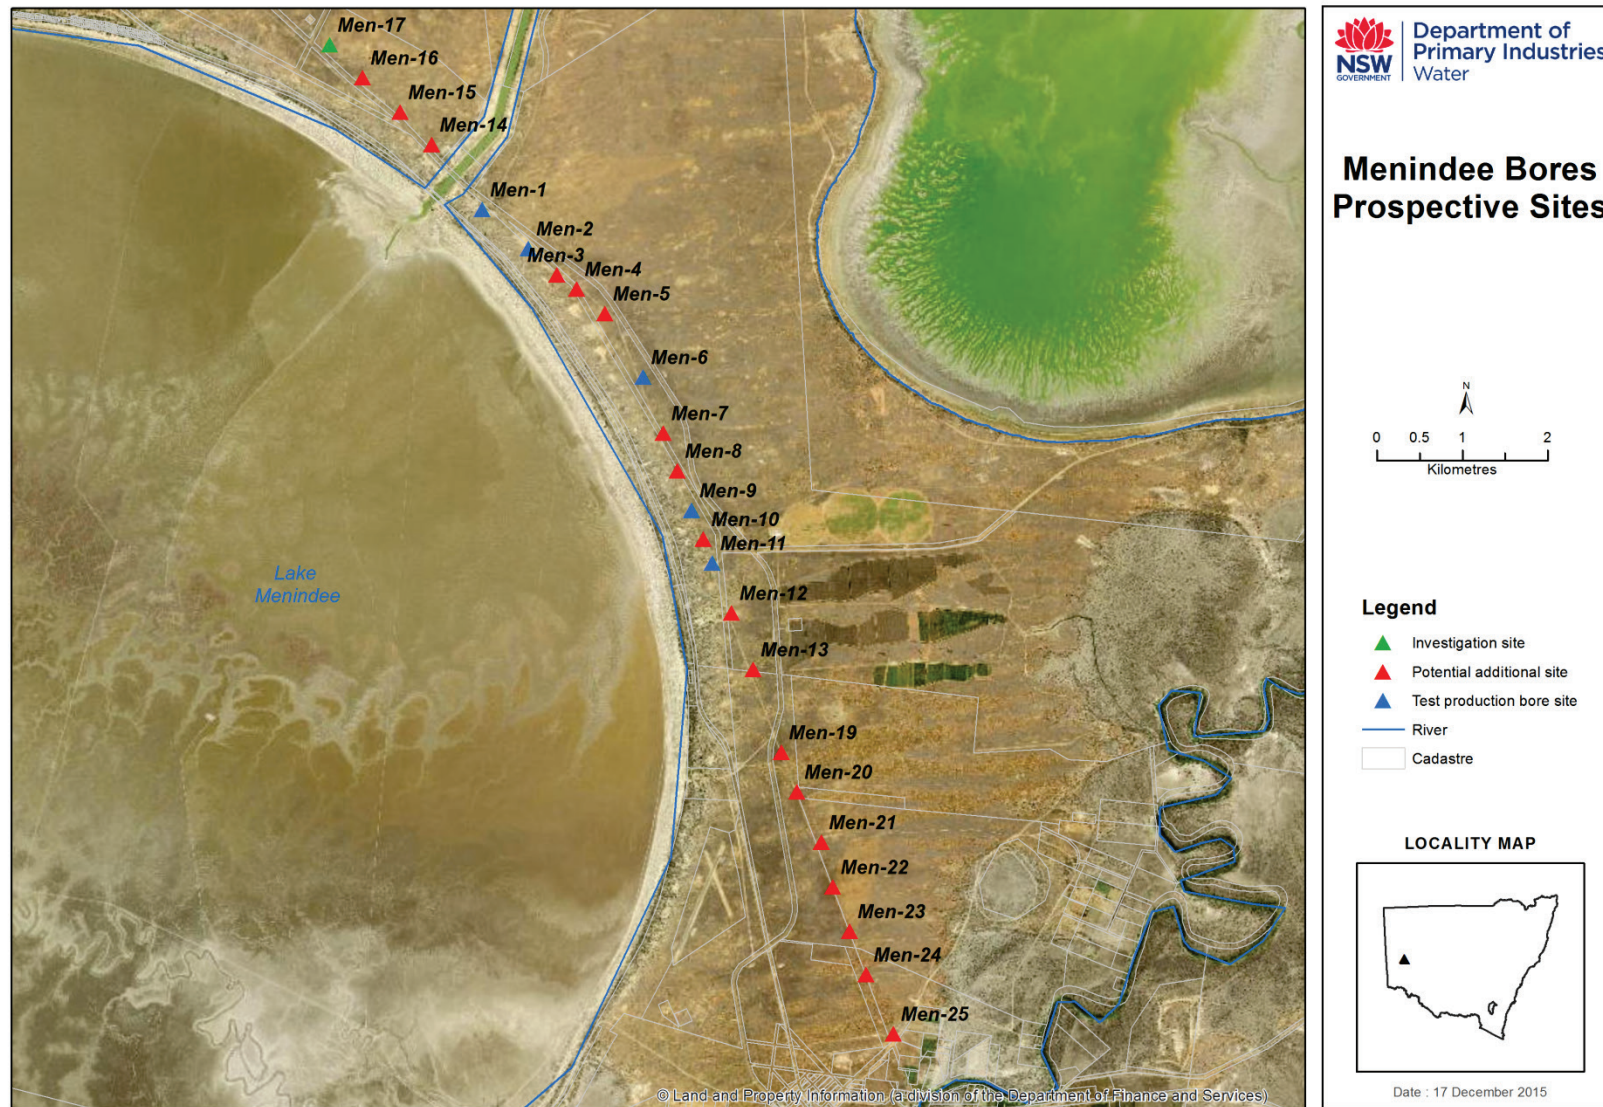 Men-17
Men-16
Men-15
Men-14
Men-1
Men-2
Men-3
Men-4
Men-5
Men-6
Men-7
Men-8
Men-9
Men-10
Men-11
Men-12
Men-13
Men-19
Men-20
Men-21
Men-22
Men-23
Men-24
Men-25
Lake
Menindee
© Land and Property Information (a division of the Department of Finance and Services)
NSW
GOVERNMENT
Department of
Primary Industries
Water
Menindee Bores
Prospective Sites
N
0 0.5 1 2
Kilometres
Legend
Investigation site
Potential additional site
Test production bore site
River
Cadastre
LOCALITY MAP
Date : 17 December 2015